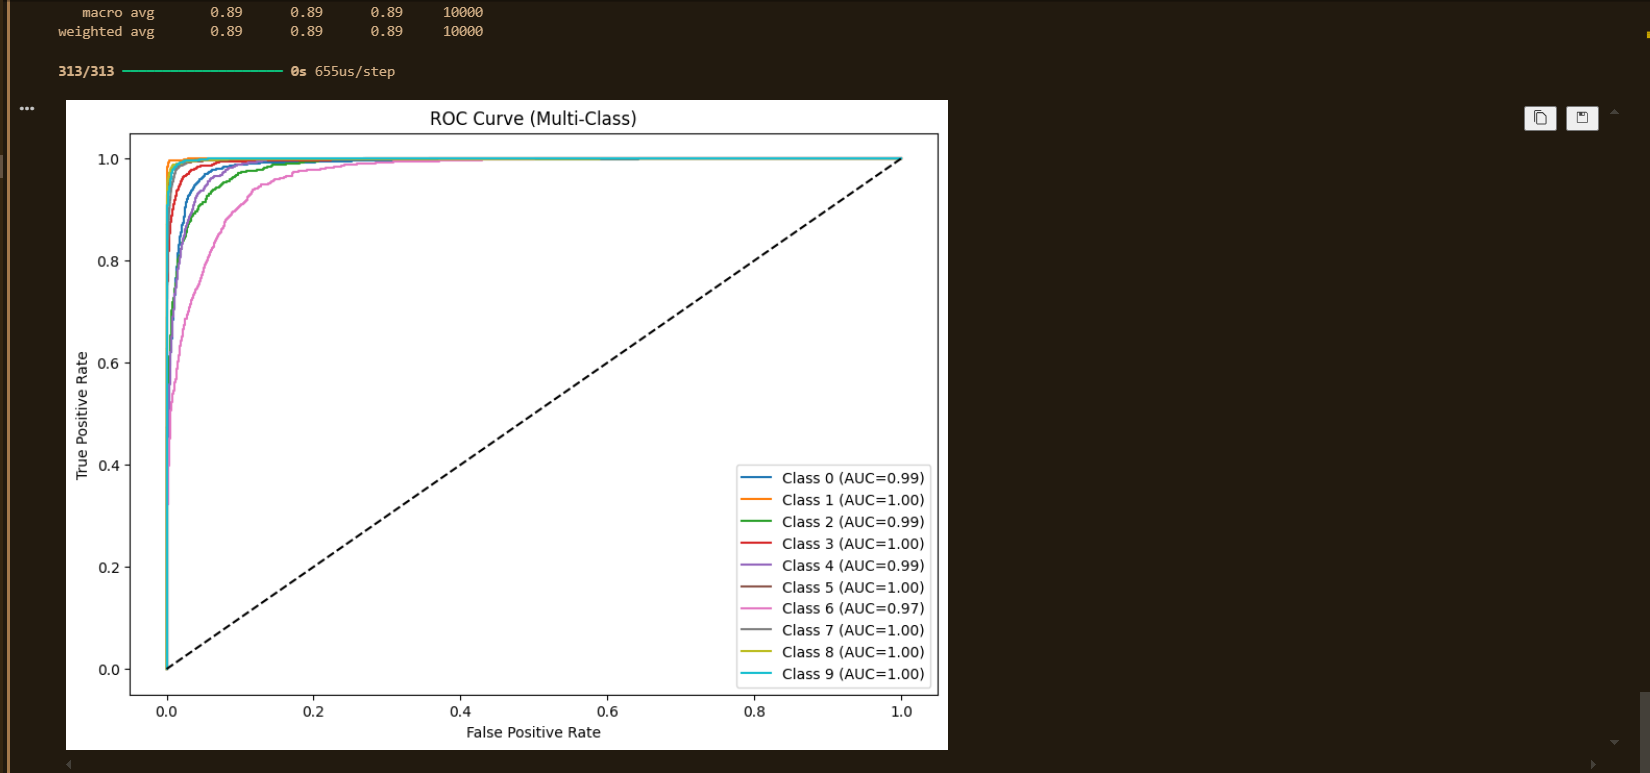 macro avg 0.89 0.89 0.89 10000
weighted avg 0.89 0.89 0.89 10000
313/313 0s 655us/step
ROC Curve (Multi-Class)
1.0
0.8
0.6
0.4
0.2
0.0
True Positive Rate
Class 0 (AUC=0.99)
Class 1 (AUC=1.00)
Class 2 (AUC=0.99)
Class 3 (AUC=1.00)
Class 4 (AUC=0.99)
Class 5 (AUC=1.00)
Class 6 (AUC=0.97)
Class 7 (AUC=1.00)
Class 8 (AUC=1.00)
Class 9 (AUC=1.00)
0.0 0.2 0.4 0.6 0.8 1.0
False Positive Rate